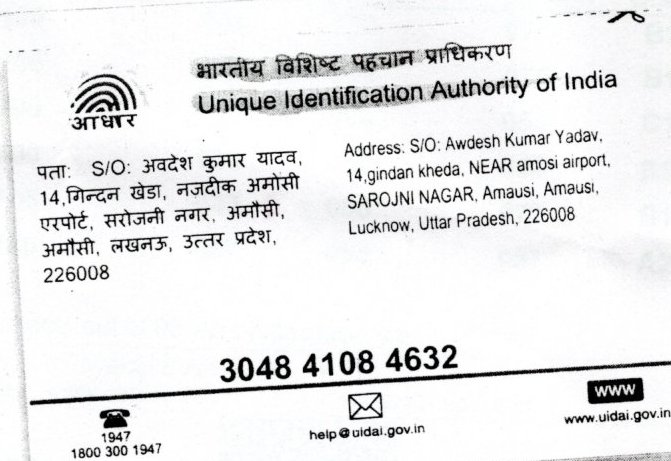 भारतीय विशिष्ट पहचान प्राधिकरण
Unique Identification Authority of India
आधार
पता: S/O: अवदेश कुमार यादव,
14,गिन्दन खेडा, नज़दीक अमोसी
एरपोर्ट, सरोजनी नगर, अमौसी,
अमौसी, लखनऊ, उत्तर प्रदेश,
226008
Address: S/O: Awdesh Kumar Yadav,
14,gindan kheda, NEAR amosi airport,
SAROJNI NAGAR, Amausi, Amausi,
Lucknow, Uttar Pradesh, 226008
3048 4108 4632
1947
1800 300 1947
help@uidai.gov.in
www
www.uidai.gov.in